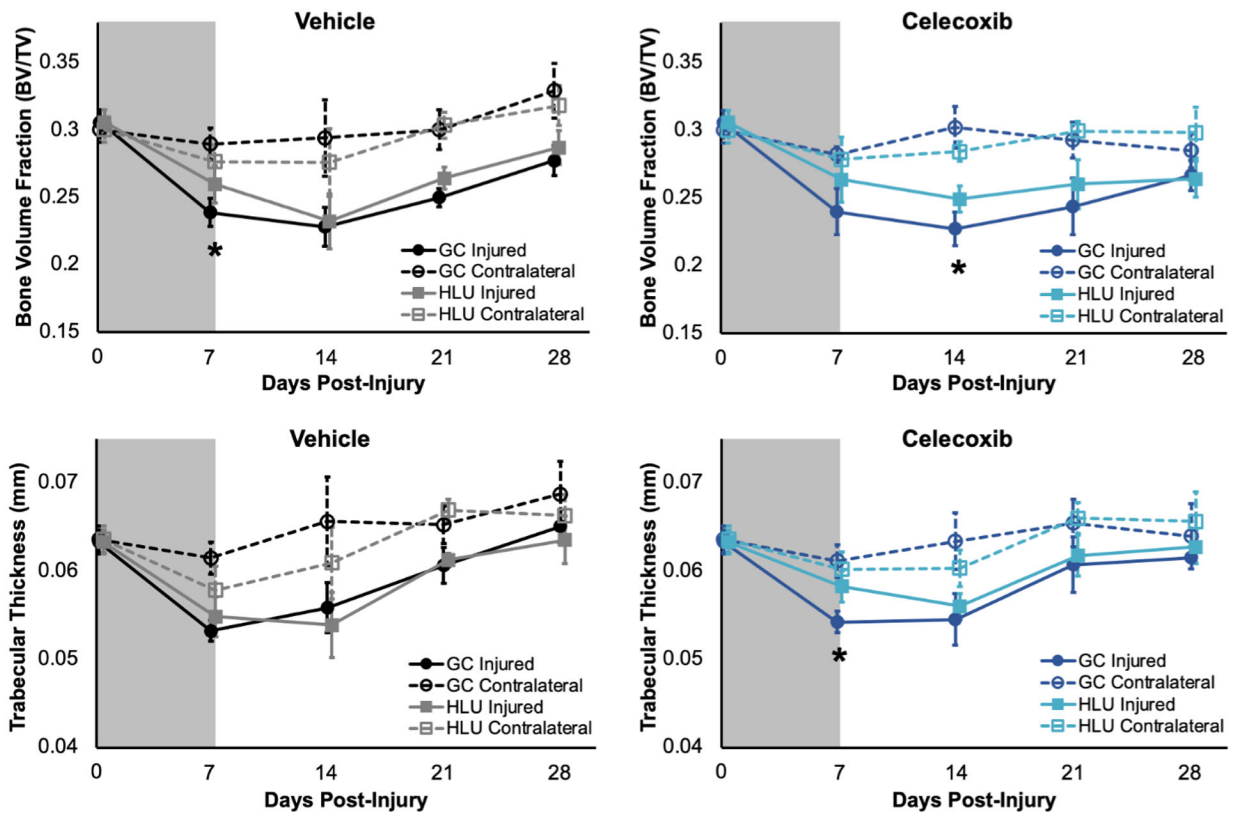 Vehicle
Bone Volume Fraction (BV/TV)
0.35
0.3
0.25
0.2
0.15
*
GC Injured
GC Contralateral
HLU Injured
HLU Contralateral
0 7 14 21 28
Days Post-Injury
Celecoxib
Bone Volume Fraction (BV/TV)
0.35
0.3
0.25
0.2
0.15
*
GC Injured
GC Contralateral
HLU Injured
HLU Contralateral
0 7 14 21 28
Days Post-Injury
Vehicle
Trabecular Thickness (mm)
0.07
0.06
0.05
0.04
GC Injured
GC Contralateral
HLU Injured
HLU Contralateral
0 7 14 21 28
Days Post-Injury
Celecoxib
Trabecular Thickness (mm)
0.07
0.06
0.05
0.04
*
GC Injured
GC Contralateral
HLU Injured
HLU Contralateral
0 7 14 21 28
Days Post-Injury